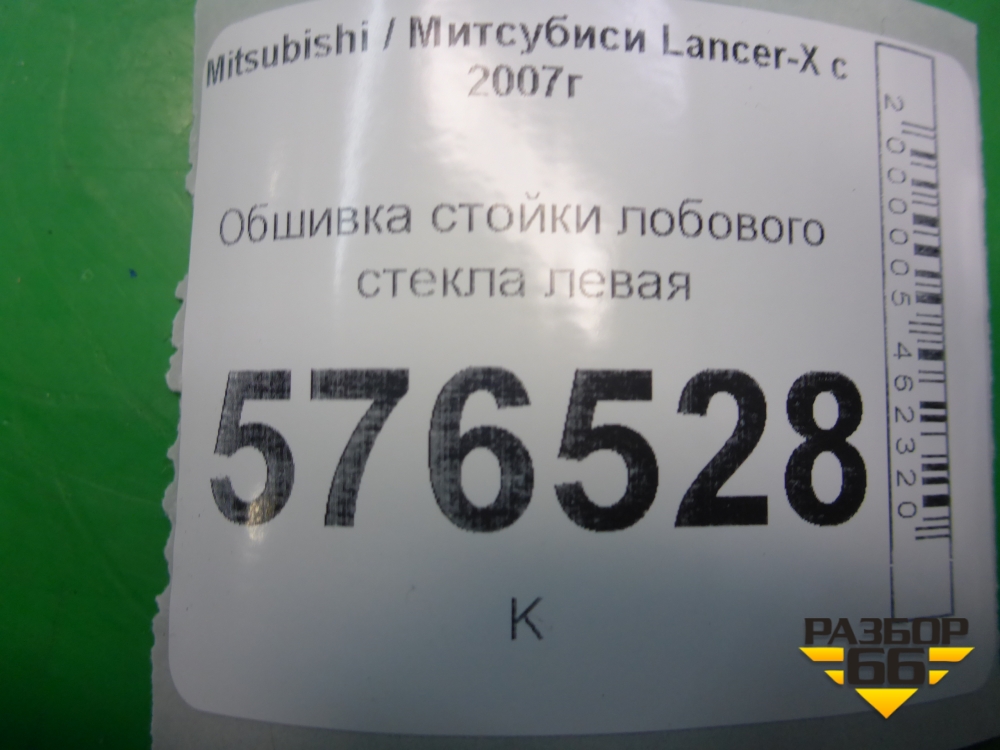 Mitsubishi / Митсубиси Lancer-X с
2007г
Обшивка стойки лобового
стекла левая
576528
К
2000005462320
РАЗБОР
66